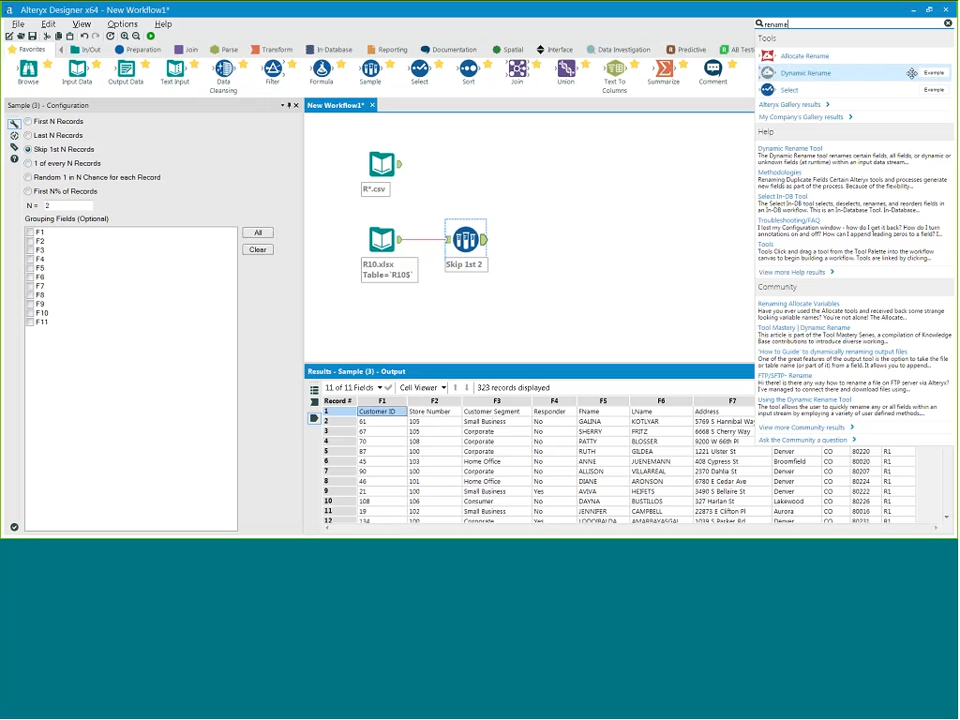 Alteryx Designer x64 - New Workflow1*
File Edit View Options Help
rename
Favorites In/Out Preparation Join Parse Transform In-Database Reporting Documentation Spatial Interface Data Investigation Predictive AB Testi
Browse Input Data Output Data Text Input Data Cleansing Filter Formula Sample Select Sort Join Union Text To Columns Summarize Comment
Sample (3) - Configuration
New Workflow1*
First N Records
Last N Records
Skip 1st N Records
1 of every N Records
Random 1 in N Chance for each Record
First N% of Records
N = 2
Grouping Fields (Optional)
F1
F2
F3
F4
F5
F6
F7
F8
F9
F10
F11
All
Clear
R*.csv
R10.xlsx
Table=`R10$`
Skip 1st 2
Tools
Allocate Rename
Dynamic Rename Example
Select Example
Alteryx Gallery results
My Company's Gallery results
Help
Dynamic Rename Tool
The Dynamic Rename tool renames certain fields, all fields, or dynamic or
unknown fields (at runtime) within an input data stream...
Methodologies
Renaming Duplicate Fields Certain Alteryx tools and processes generate
new fields as part of the process. Because of the flexibility...
Select In-DB Tool
The Select In-DB tool selects, deselects, renames, and reorders fields
in an In-DB workflow. This is an In-Database Tool. In-Database...
Troubleshooting/FAQ
I lost my Configuration window - how do I get it back? How do I turn
annotations on and off? How can I append leading zeros to a field?...
Tools
Tools Click and drag a tool from the Tool Palette into the workflow
canvas to begin building a workflow. Tools are linked by clicking...
View more Help results
Community
Renaming Allocate Variables
Have you ever used the Allocate tools and received back some strange
looking variable names? You're not alone! The Allocate...
Tool Mastery | Dynamic Rename
This article is part of the Tool Mastery Series, a compilation of Knowledge
Base contributions to introduce diverse working...
'How to Guide' to dynamically renaming output files
One of the great features of the output tool is the option to take the file
or table name (or part of it) from a field. It allows you to append...
FTP/SFTP- Rename
Hi there! is there any way how to rename a file on FTP server via Alteryx?
I've managed to connect there and download files using...
Using the Dynamic Rename Tool
The tool allows the user to quickly rename any or all fields within an
input stream by employing a variety of user defined methods...
View more Community results
Ask the Community a question
Results - Sample (3) - Output
11 of 11 Fields Cell Viewer 323 records displayed
Record # F1 F2 F3 F4 F5 F6 F7
1 Customer ID Store Number Customer Segment Responder FName LName Address
2 61 105 Small Business No GALINA KOTLYAR 5769 S Hannibal Way
3 67 105 Corporate No SHERRY FRITZ 6668 S Cherry Way
4 70 108 Corporate No PATTY BLOSSER 9200 W 66th Pl
5 87 100 Corporate No RUTH GILDEA 1221 Ulster St Denver CO 80220 R1
6 45 103 Home Office No ANNE JUENEMANN 408 Cypress St Broomfield CO 80020 R1
7 90 100 Corporate No ALLISON VILLARREAL 2370 Dahlia St Denver CO 80207 R1
8 46 101 Home Office No DIANE ARONSON 6780 E Cedar Ave Denver CO 80224 R1
9 21 100 Small Business Yes AVIVA HEIFETS 3490 S Bellaire St Denver CO 80222 R1
10 108 106 Consumer No DAYNA BUSTILLOS 327 Harlan St Lakewood CO 80226 R1
11 19 102 Small Business No JENNIFER CAMPBELL 22873 E Clifton Pl Aurora CO 80016 R1
12 134 100 Corporate Yes 1039 S Parker Rd Denver CO 80231 R1